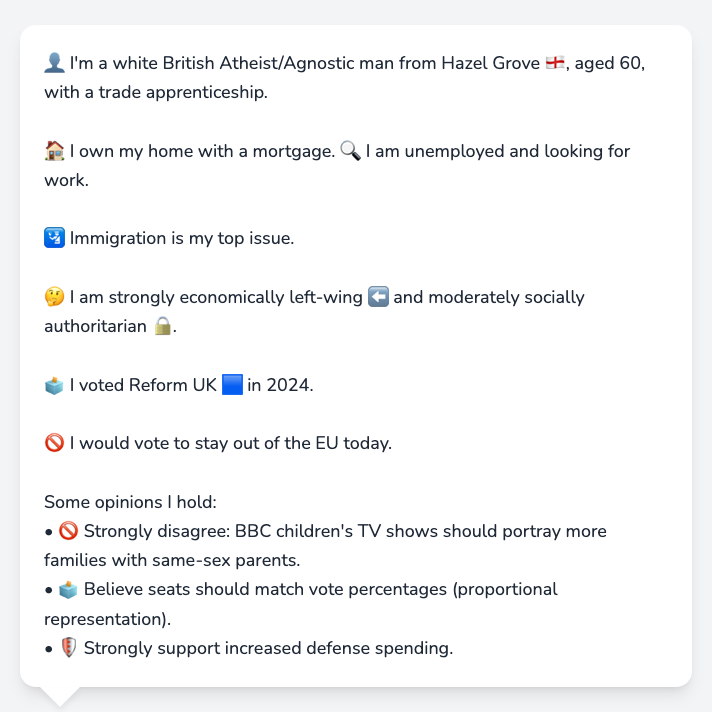 👤 I'm a white British Atheist/Agnostic man from Hazel Grove 🏴󠁧󠁢󠁥󠁮󠁧󠁿, aged 60,
with a trade apprenticeship.
🏠 I own my home with a mortgage. 🔍 I am unemployed and looking for
work.
🛂 Immigration is my top issue.
🤔 I am strongly economically left-wing ⬅️ and moderately socially
authoritarian 🔒.
🗳️ I voted Reform UK 🟦 in 2024.
🚫 I would vote to stay out of the EU today.
Some opinions I hold:
• 🚫 Strongly disagree: BBC children's TV shows should portray more
families with same-sex parents.
• 🗳️ Believe seats should match vote percentages (proportional
representation).
• 🛡️ Strongly support increased defense spending.